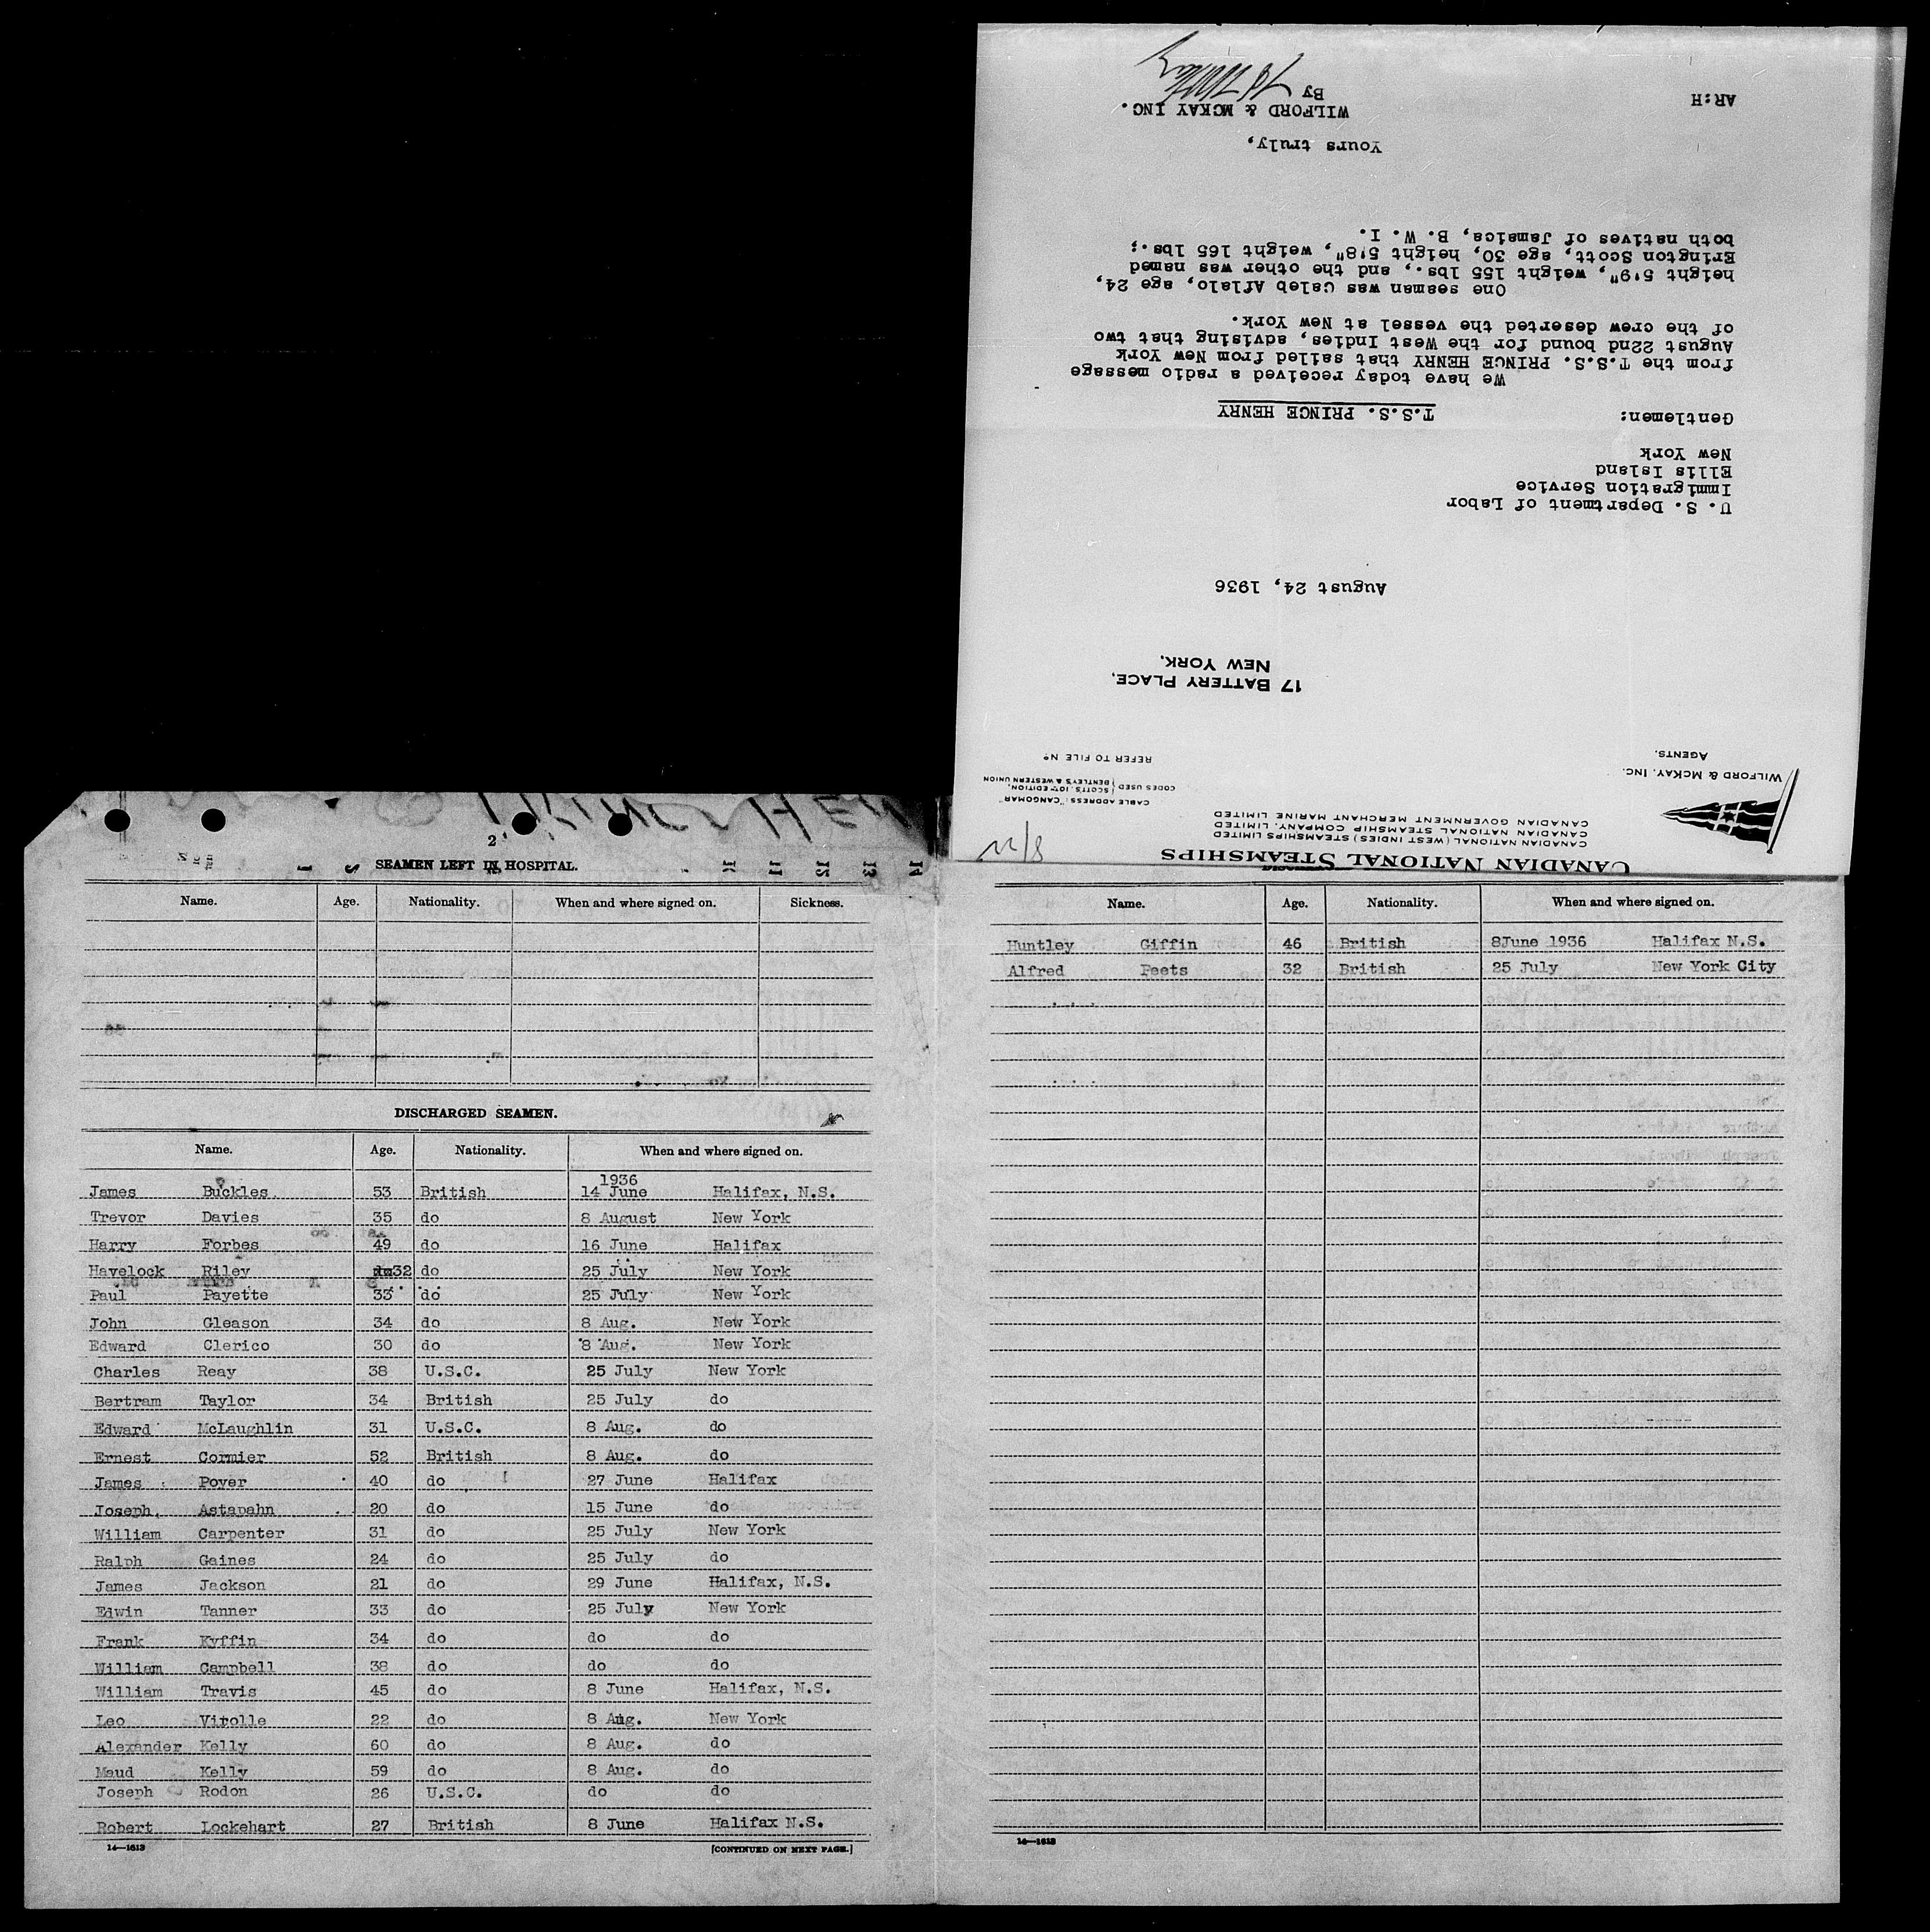 CANADIAN NATIONAL STEAMSHIPS
CANADIAN NATIONAL (WEST INDIES) STEAMSHIPS LIMITED
CANADIAN NATIONAL STEAMSHIP COMPANY, LIMITED
CANADIAN GOVERNMENT MERCHANT MARINE LIMITED
WILFORD & MCKAY, INC.
AGENTS.
CABLE ADDRESS "CANGOMAR"
CODES USED { SCOTT'S 10TH EDITION,
BENTLEY'S & WESTERN UNION
REFER TO FILE Nº
17 BATTERY PLACE,
NEW YORK,
August 24, 1936
U. S. Department of Labor
Immigration Service
Ellis Island
New York
Gentlemen: T.S.S. PRINCE HENRY
We have today received a radio message
from the T.S.S. PRINCE HENRY that sailed from New York
August 22nd bound for the West Indies, advising that two
of the crew deserted the vessel at New York.
One seaman was Caleb Aflalo, age 24,
height 5'9", weight 155 lbs., and the other was named
Erington Scott, age 30, height 5'8", weight 165 lbs.;
both natives of Jamaica, B. W. I.
Yours truly,
WILFORD & MCKAY INC.
By
AR:H
2
SEAMEN LEFT IN HOSPITAL.
Name. Age. Nationality. When and where signed on. Sickness.
DISCHARGED SEAMEN.
Name. Age. Nationality. When and where signed on.
1936
James Buckles 53 British 14 June Halifax, N.S.
Trevor Davies 35 do 8 August New York
Harry Forbes 49 do 16 June Halifax
Havelock Riley 32 do 25 July New York
Paul Payette 33 do 25 July New York
John Gleason 34 do 8 Aug. New York
Edward Clerico 30 do 8 Aug. New York
Charles Reay 38 U.S.C. 25 July New York
Bertram Taylor 34 British 25 July do
Edward McLaughlin 31 U.S.C. 8 Aug. do
Ernest Cormier 52 British 8 Aug. do
James Poyer 40 do 27 June Halifax
Joseph Astapahn 20 do 15 June do
William Carpenter 31 do 25 July New York
Ralph Gaines 24 do 25 July do
James Jackson 21 do 29 June Halifax, N.S.
Edwin Tanner 33 do 25 July New York
Frank Kyffin 34 do do do
William Campbell 38 do do do
William Travis 45 do 8 June Halifax, N.S.
Leo Vitolle 22 do 8 Aug. New York
Alexander Kelly 60 do 8 Aug. do
Maud Kelly 59 do 8 Aug. do
Joseph Rodon 26 U.S.C. do do
Robert Lockehart 27 British 8 June Halifax N.S.
14—1613 [CONTINUED ON NEXT PAGE.]
Name. Age. Nationality. When and where signed on.
Huntley Giffin 46 British 8June 1936 Halifax N.S.
Alfred Peets 32 British 25 July New York City
14—1613